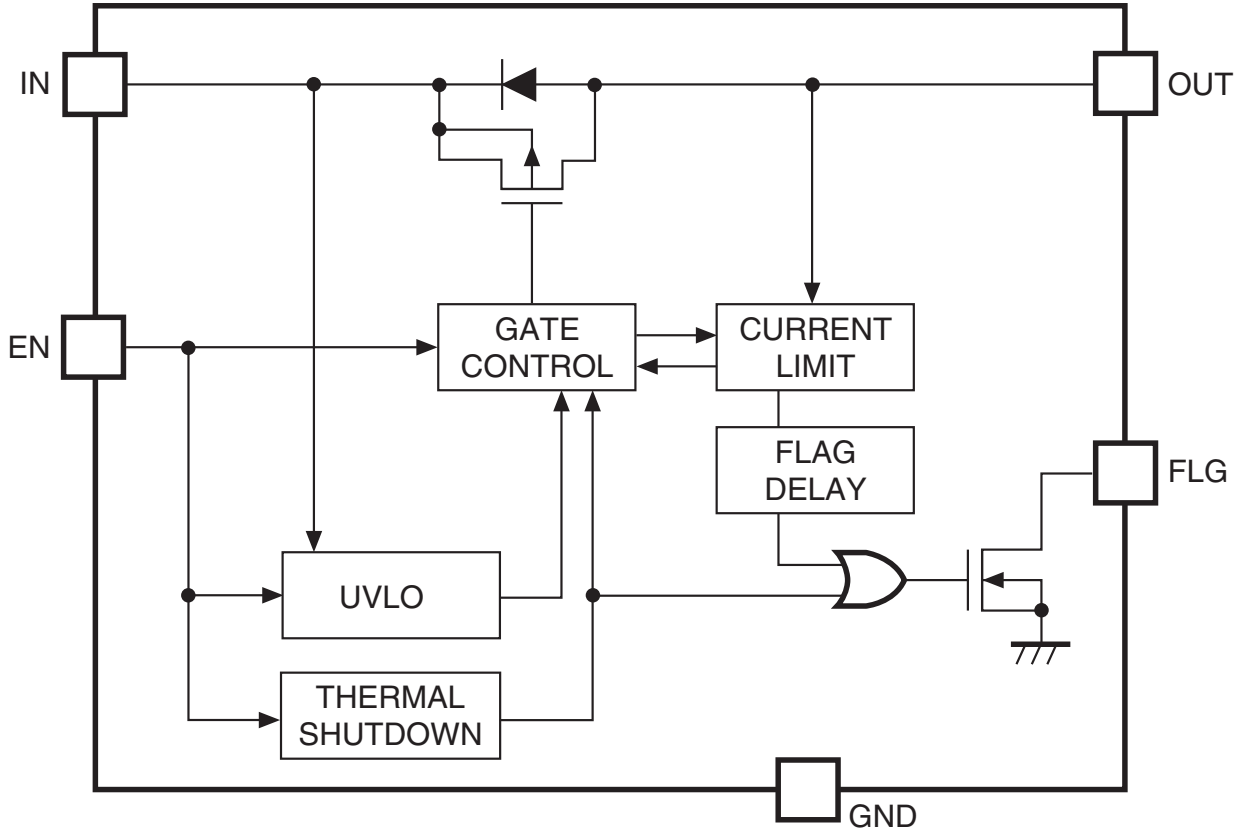 IN
OUT
EN
GATE
CONTROL
CURRENT
LIMIT
FLAG
DELAY
FLG
UVLO
THERMAL
SHUTDOWN
GND